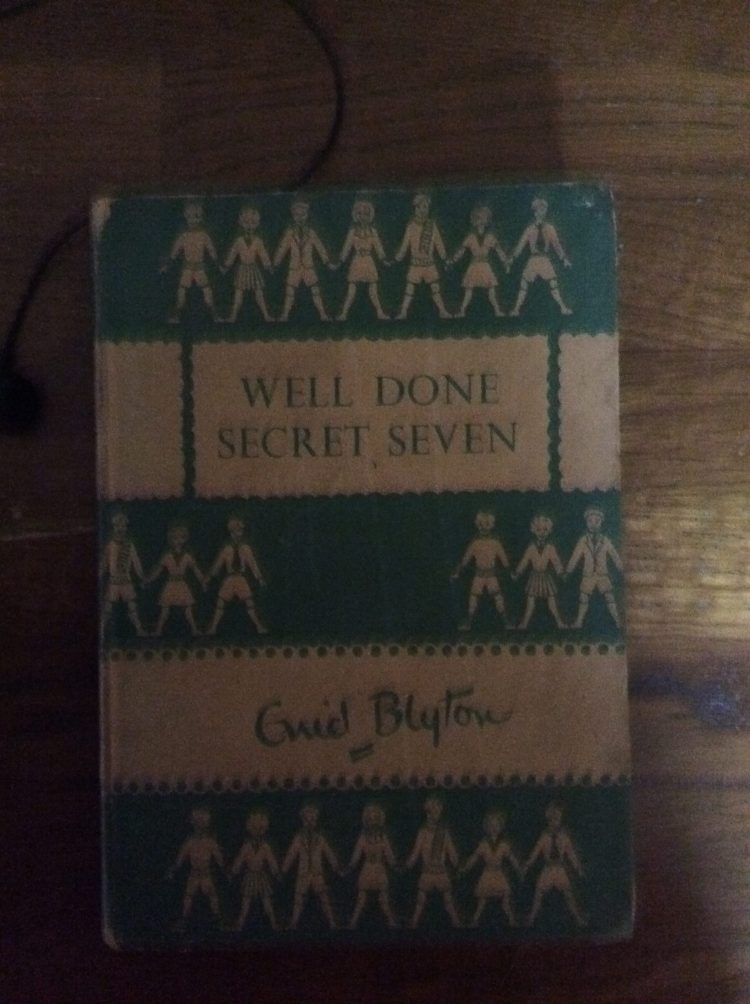 WELL DONE
SECRET SEVEN
Enid Blyton